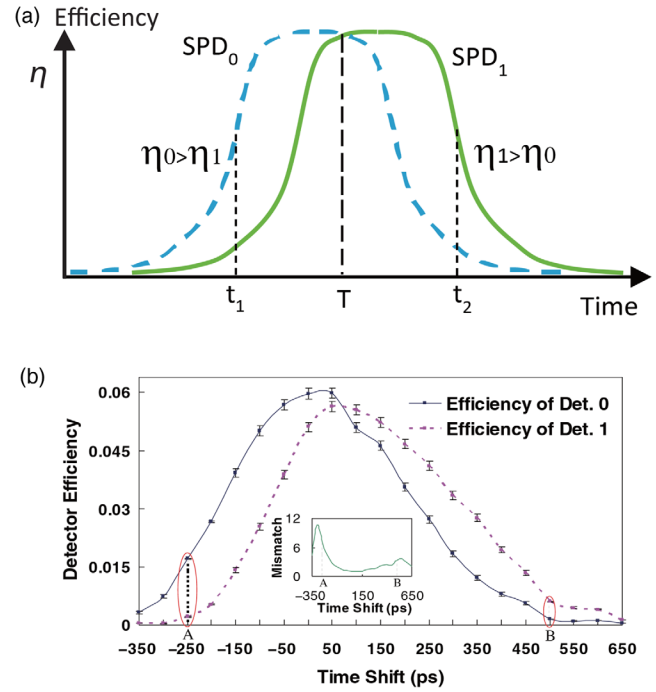 (a) Efficiency
η
SPD₀
SPD₁
η0>η1
η1>η0
t₁
T
t₂
Time
(b)
0.06
0.045
0.03
0.015
0
Detector Efficiency
Efficiency of Det. 0
Efficiency of Det. 1
12
6
0
Mismatch
−350 A 150 B 650
Time Shift (ps)
A
B
−350 −250 −150 −50 50 150 250 350 450 550 650
Time Shift (ps)